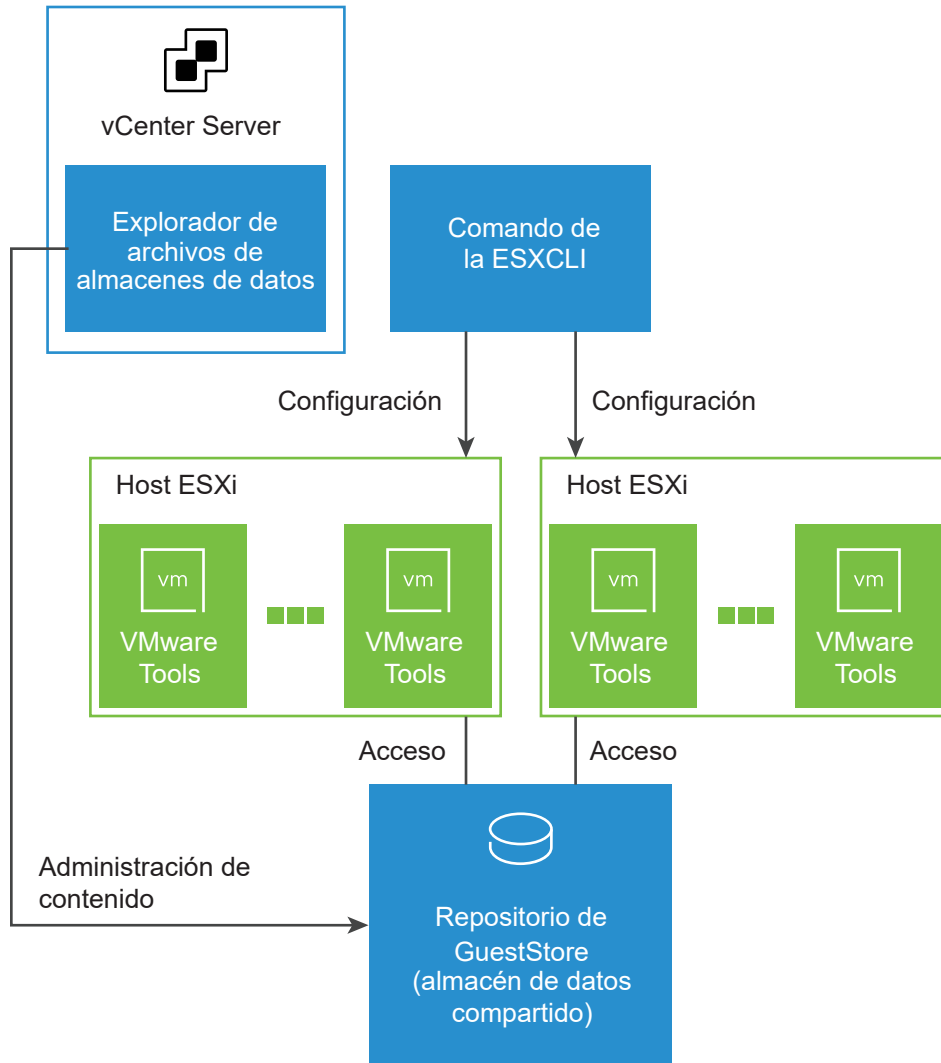 vCenter Server
Explorador de
archivos de
almacenes de datos
Comando de
la ESXCLI
Configuración
Configuración
Host ESXi
vm
VMware
Tools
vm
VMware
Tools
Host ESXi
vm
VMware
Tools
vm
VMware
Tools
Acceso
Acceso
Administración de
contenido
Repositorio de
GuestStore
(almacén de datos
compartido)